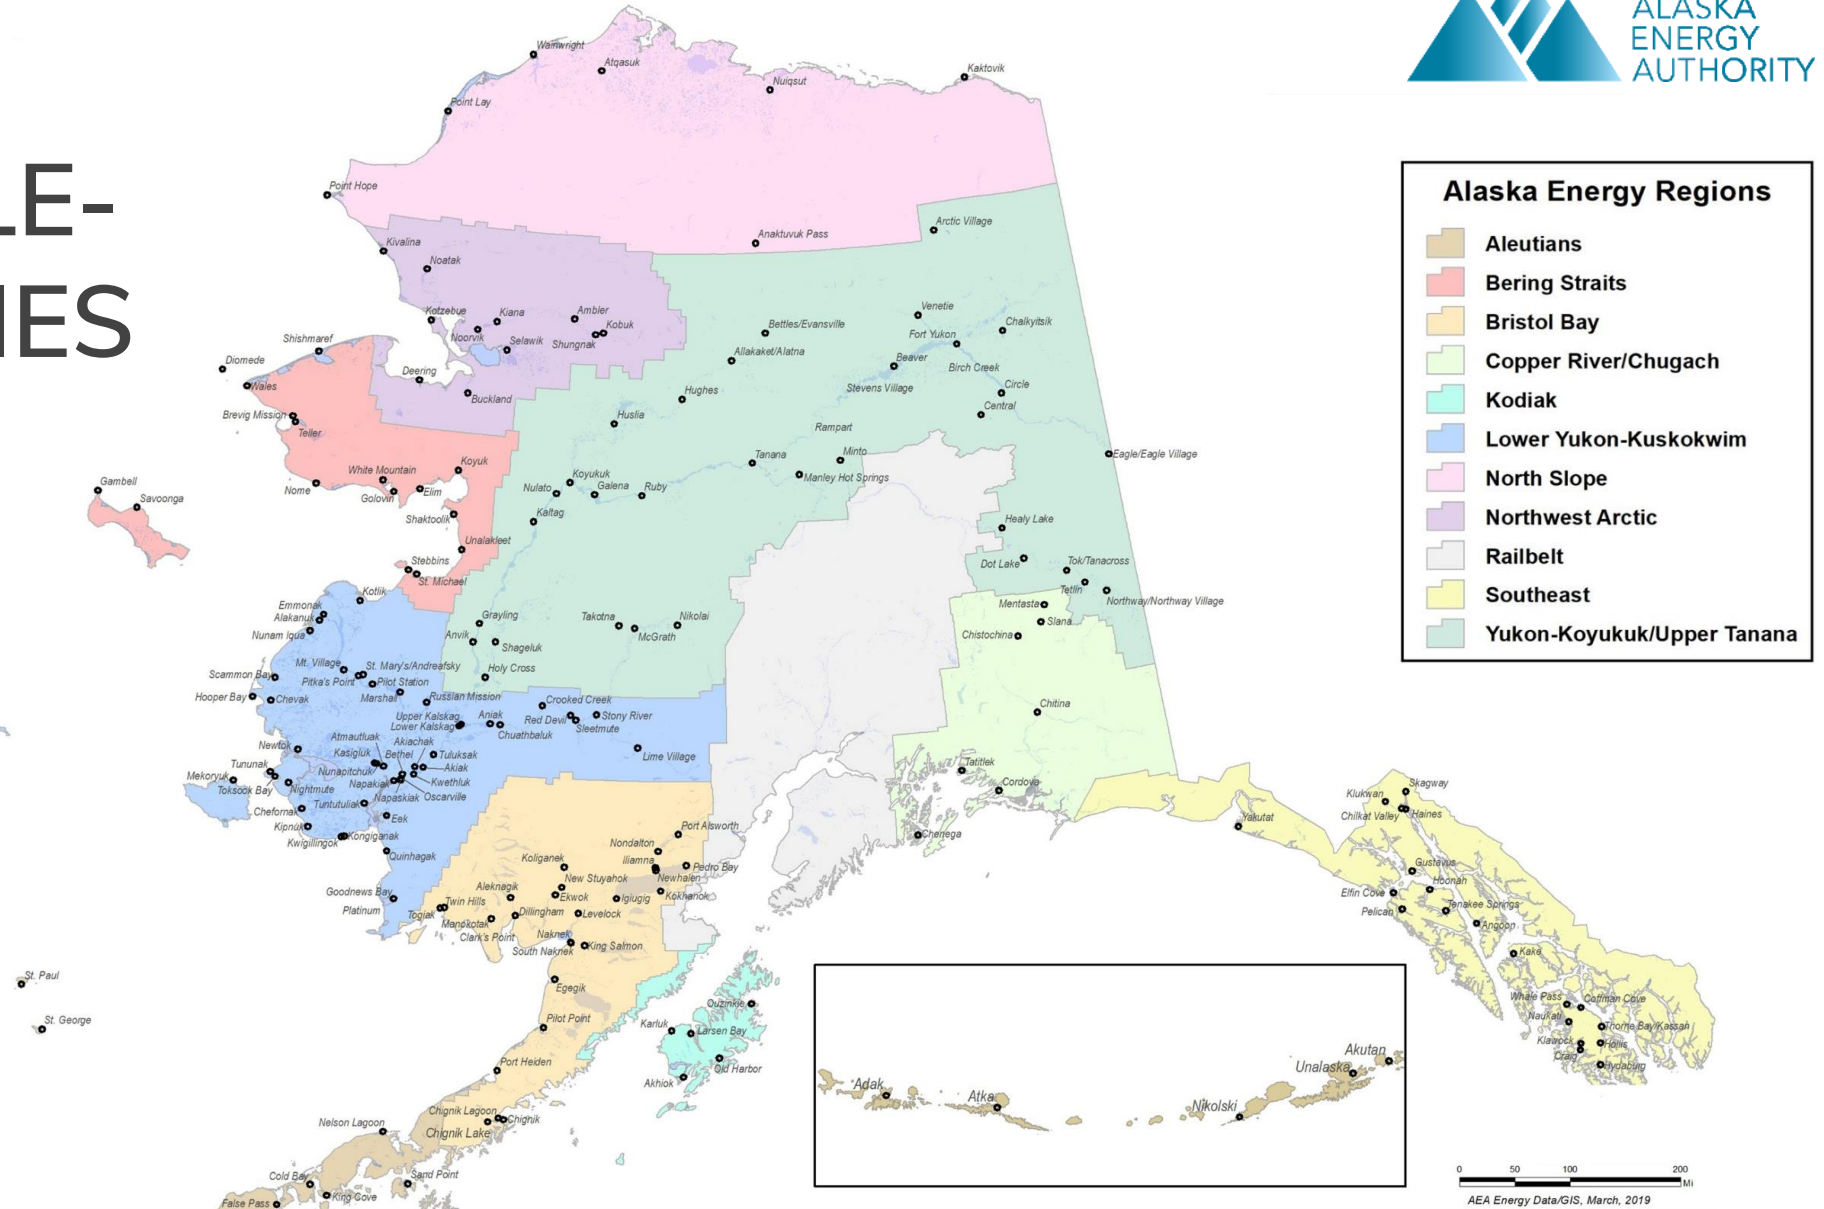 ALASKA
ENERGY
AUTHORITY
LE-
IES
Alaska Energy Regions
Aleutians
Bering Straits
Bristol Bay
Copper River/Chugach
Kodiak
Lower Yukon-Kuskokwim
North Slope
Northwest Arctic
Railbelt
Southeast
Yukon-Koyukuk/Upper Tanana
Wainwright
Atqasuk
Nuiqsut
Kaktovik
Point Lay
Point Hope
Anaktuvuk Pass
Arctic Village
Kivalina
Noatak
Kotzebue
Kiana
Ambler
Kobuk
Noorvik
Selawik
Shungnak
Deering
Buckland
Shishmaref
Diomede
Wales
Brevig Mission
Teller
Nome
White Mountain
Golovin
Elim
Koyuk
Shaktoolik
Unalakleet
Stebbins
St. Michael
Gambell
Savoonga
Venetie
Fort Yukon
Chalkyitsik
Bettles/Evansville
Allakaket/Alatna
Beaver
Birch Creek
Stevens Village
Circle
Central
Hughes
Huslia
Rampart
Minto
Tanana
Manley Hot Springs
Eagle/Eagle Village
Koyukuk
Nulato
Galena
Ruby
Kaltag
Healy Lake
Dot Lake
Tok/Tanacross
Tetlin
Northway/Northway Village
Mentasta
Slana
Chistochina
Chitina
Tatitlek
Cordova
Chenega
Grayling
Anvik
Shageluk
Holy Cross
Takotna
McGrath
Nikolai
Kotlik
Emmonak
Alakanuk
Nunam Iqua
Mt. Village
St. Mary's/Andreafsky
Pitka's Point
Pilot Station
Marshall
Russian Mission
Scammon Bay
Hooper Bay
Chevak
Upper Kalskag
Lower Kalskag
Aniak
Chuathbaluk
Crooked Creek
Red Devil
Sleetmute
Stony River
Lime Village
Newtok
Atmautluak
Kasigluk
Akiachak
Bethel
Tuluksak
Akiak
Nunapitchuk
Kwethluk
Napakiak
Oscarville
Napaskiak
Mekoryuk
Tununak
Toksook Bay
Nightmute
Chefornak
Tuntutuliak
Eek
Kipnuk
Kwigillingok
Kongiganak
Quinhagak
Goodnews Bay
Platinum
Port Alsworth
Nondalton
Iliamna
Pedro Bay
Newhalen
Kokhanok
Igiugig
Koliganek
New Stuyahok
Ekwok
Levelock
Aleknagik
Twin Hills
Togiak
Manokotak
Dillingham
Clark's Point
Naknek
South Naknek
King Salmon
Egegik
Pilot Point
Port Heiden
Chignik Lagoon
Chignik
Chignik Lake
Nelson Lagoon
Cold Bay
King Cove
Sand Point
False Pass
St. Paul
St. George
Ouzinkie
Karluk
Larsen Bay
Old Harbor
Akhiok
Adak
Atka
Nikolski
Unalaska
Akutan
Yakutat
Skagway
Klukwan
Haines
Chilkat Valley
Gustavus
Hoonah
Elfin Cove
Pelican
Tenakee Springs
Angoon
Kake
Whale Pass
Coffman Cove
Naukati
Thorne Bay/Kassan
Klawock
Hollis
Craig
Hydaburg
0 50 100 200
Mi
AEA Energy Data/GIS, March, 2019